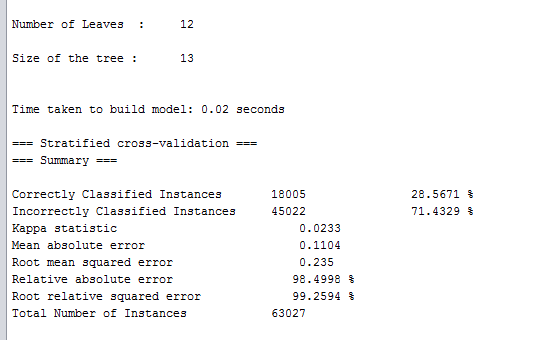 Number of Leaves  :     12
Size of the tree :      13
Time taken to build model: 0.02 seconds
=== Stratified cross-validation ===
=== Summary ===
Correctly Classified Instances       18005               28.5671 %
Incorrectly Classified Instances     45022               71.4329 %
Kappa statistic                          0.0233
Mean absolute error                      0.1104
Root mean squared error                  0.235
Relative absolute error                 98.4998 %
Root relative squared error             99.2594 %
Total Number of Instances            63027